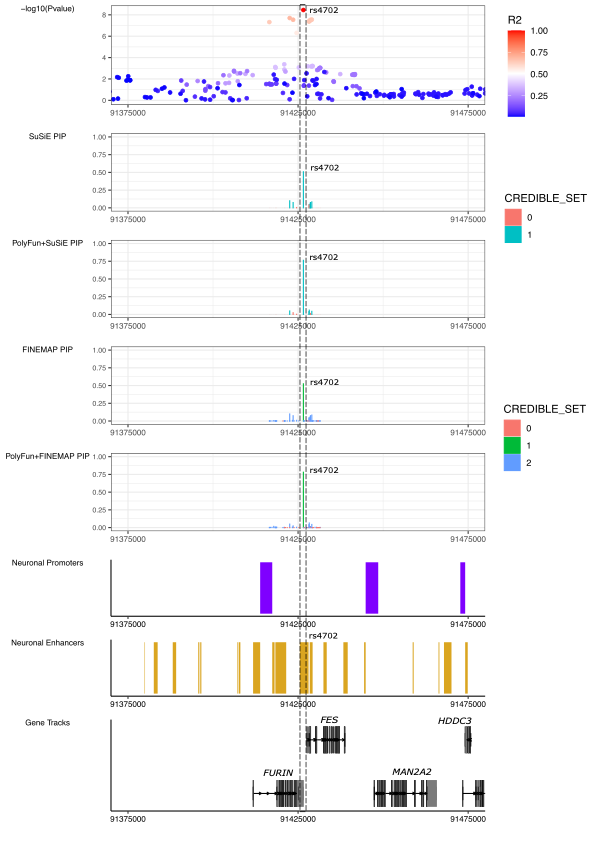 −log10(Pvalue)
8
6
4
2
0
rs4702
91375000
91425000
91475000
R2
1.00
0.75
0.50
0.25
SuSiE PIP
1.00
0.75
0.50
0.25
0.00
rs4702
91375000
91425000
91475000
CREDIBLE_SET
0
1
PolyFun+SuSiE PIP
1.00
0.75
0.50
0.25
0.00
rs4702
91375000
91425000
91475000
FINEMAP PIP
1.00
0.75
0.50
0.25
0.00
rs4702
91375000
91425000
91475000
CREDIBLE_SET
0
1
2
PolyFun+FINEMAP PIP
1.00
0.75
0.50
0.25
0.00
rs4702
91375000
91425000
91475000
Neuronal Promoters
91375000
91425000
91475000
Neuronal Enhancers
rs4702
91375000
91425000
91475000
Gene Tracks
FES
HDDC3
FURIN
MAN2A2
91375000
91425000
91475000